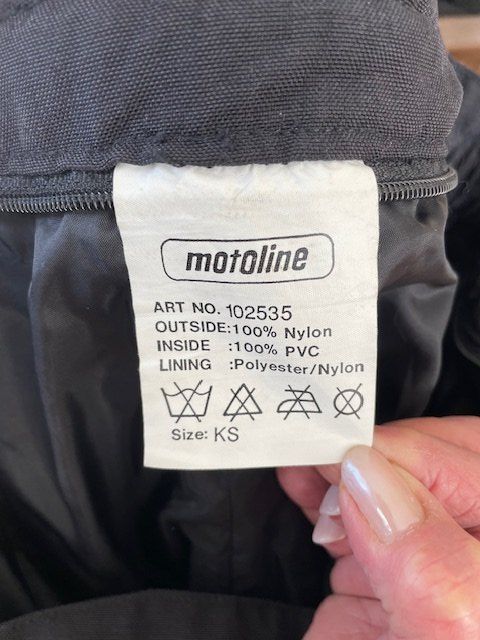 motoline
ART NO. 102535
OUTSIDE:100% Nylon
INSIDE :100% PVC
LINING :Polyester/Nylon
Size: KS